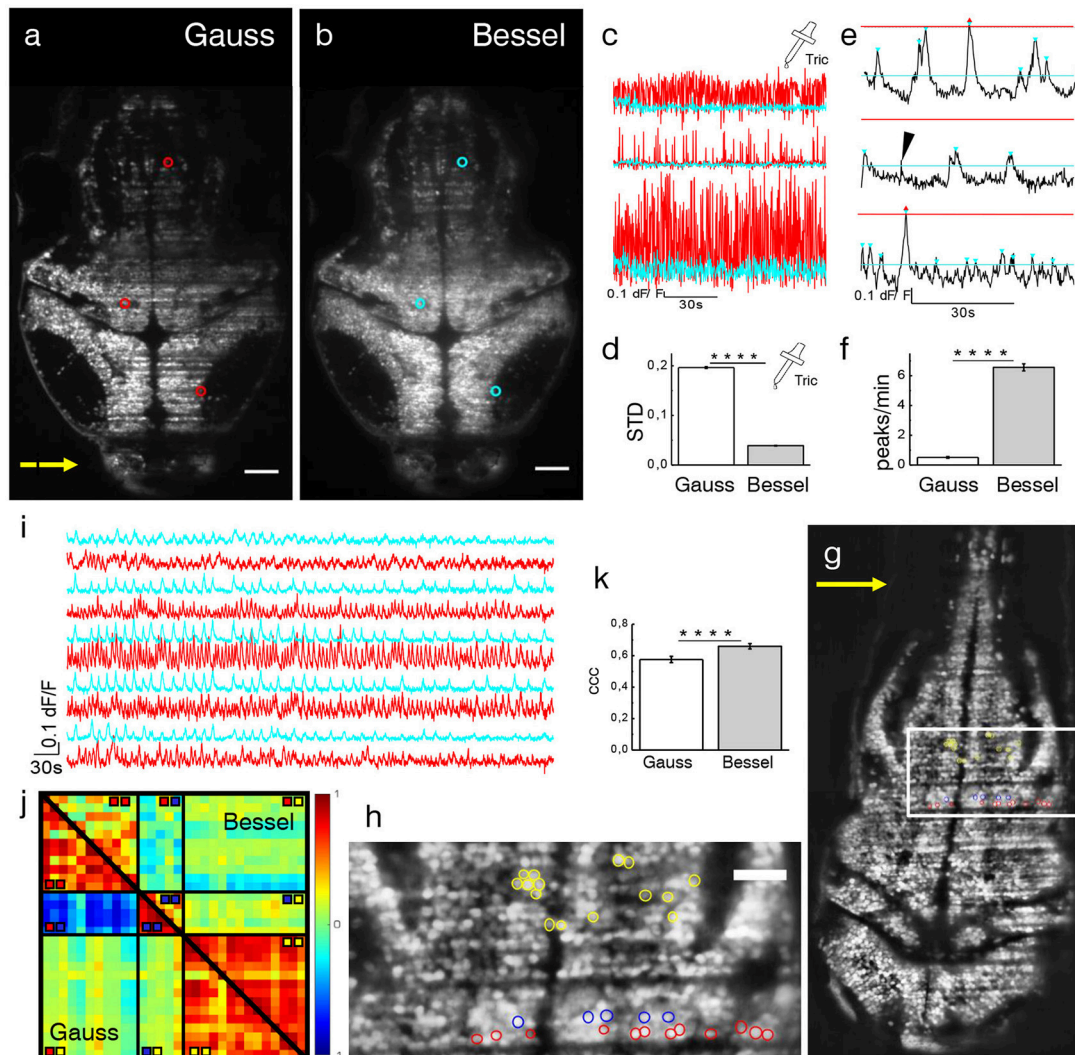 a
Gauss
b
Bessel
c
Tric
0.1 dF/ F
30s
e
0.1 dF/ F
30s
d
* * * *
Tric
STD
0,2
0,1
0,0
Gauss
Bessel
f
* * * *
peaks/min
6
4
2
0
Gauss
Bessel
i
0.1 dF/F
30s
k
* * * *
ccc
0,8
0,6
0,4
0,2
0,0
Gauss
Bessel
g
j
Bessel
Gauss
1
0
1
h